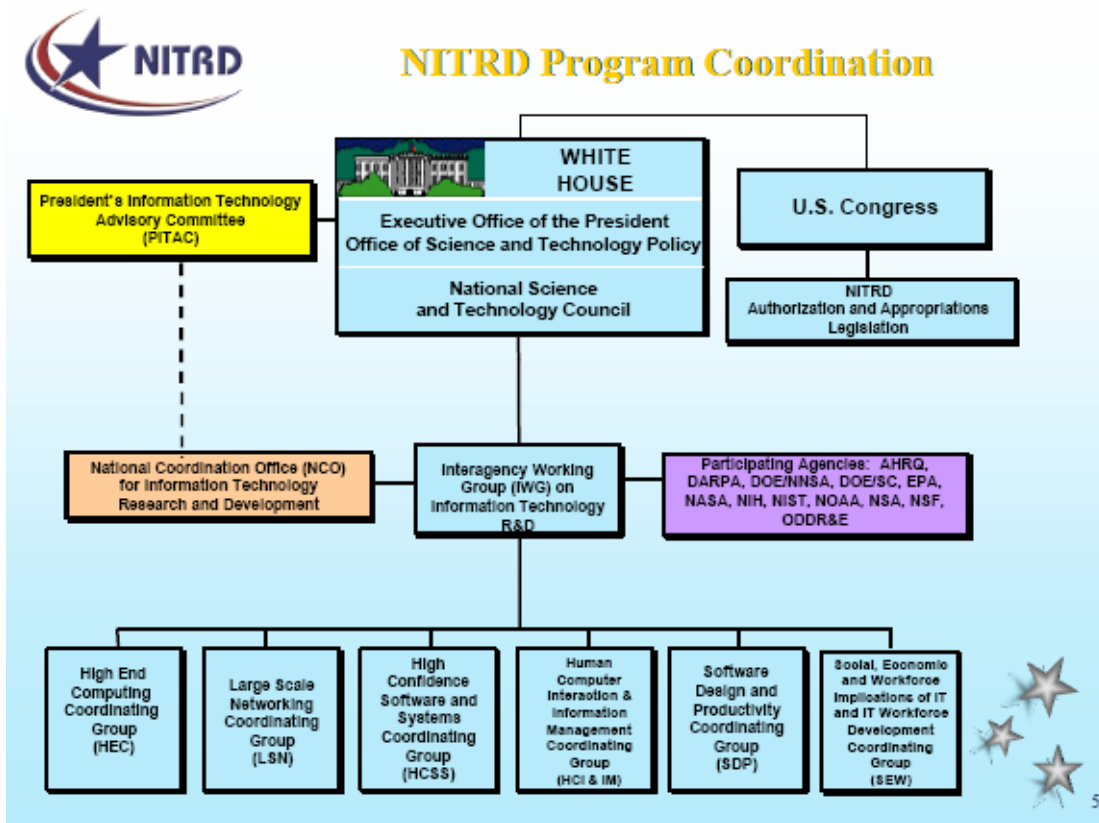 NITRD
NITRD Program Coordination
WHITE
HOUSE
Executive Office of the President
Office of Science and Technology Policy
National Science
and Technology Council
President's Information Technology
Advisory Committee
(PITAC)
U.S. Congress
NITRD
Authorization and Appropriations
Legislation
National Coordination Office (NCO)
for Information Technology
Research and Development
Interagency Working
Group (IWG) on
Information Technology
R&D
Participating Agencies: AHRQ,
DARPA, DOE/NNSA, DOE/SC, EPA,
NASA, NIH, NIST, NOAA, NSA, NSF,
ODDR&E
High End
Computing
Coordinating
Group
(HEC)
Large Scale
Networking
Coordinating
Group
(LSN)
High
Confidence
Software and
Systems
Coordinating
Group
(HCSS)
Human
Computer
Interaction &
Information
Management
Coordinating
Group
(HCI & IM)
Software
Design and
Productivity
Coordinating
Group
(SDP)
Social, Economic
and Workforce
Implications of IT
and IT Workforce
Development
Coordinating
Group
(SEW)
5